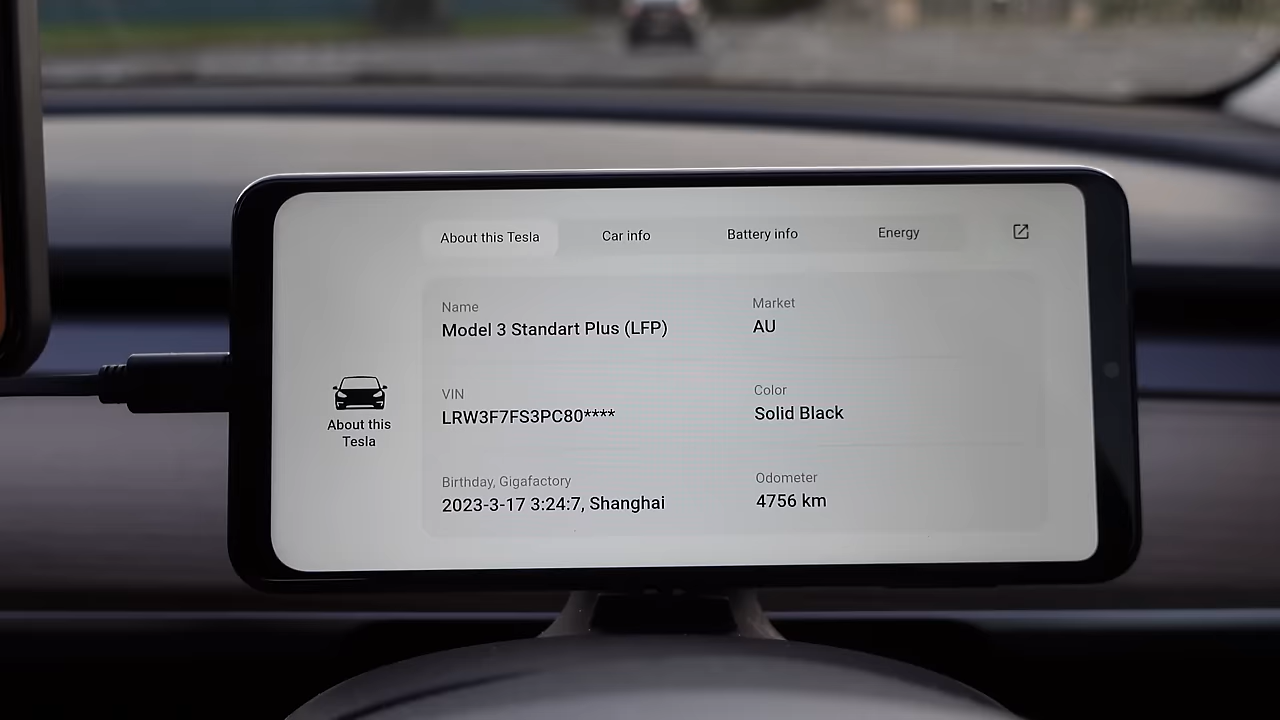 About this Tesla
Car info
Battery info
Energy
Name
Model 3 Standart Plus (LFP)
Market
AU
VIN
LRW3F7FS3PC80****
Color
Solid Black
About this
Tesla
Birthday, Gigafactory
2023-3-17 3:24:7, Shanghai
Odometer
4756 km